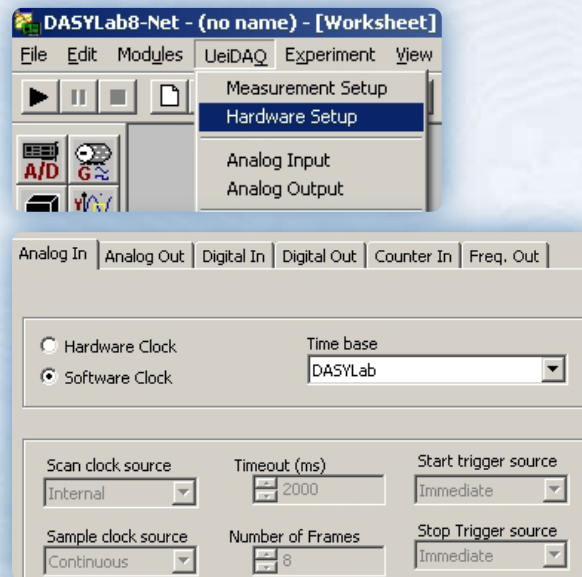 DASYLab8-Net - (no name) - [Worksheet]
File Edit Modules UeiDAQ Experiment View
Measurement Setup
Hardware Setup
Analog Input
Analog Output
A/D G
Y(A)
Analog In Analog Out Digital In Digital Out Counter In Freq. Out
Hardware Clock Time base
Software Clock DASYLab
Scan clock source Timeout (ms) Start trigger source
Internal 2000 Immediate
Sample clock source Number of Frames Stop Trigger source
Continuous 8 Immediate